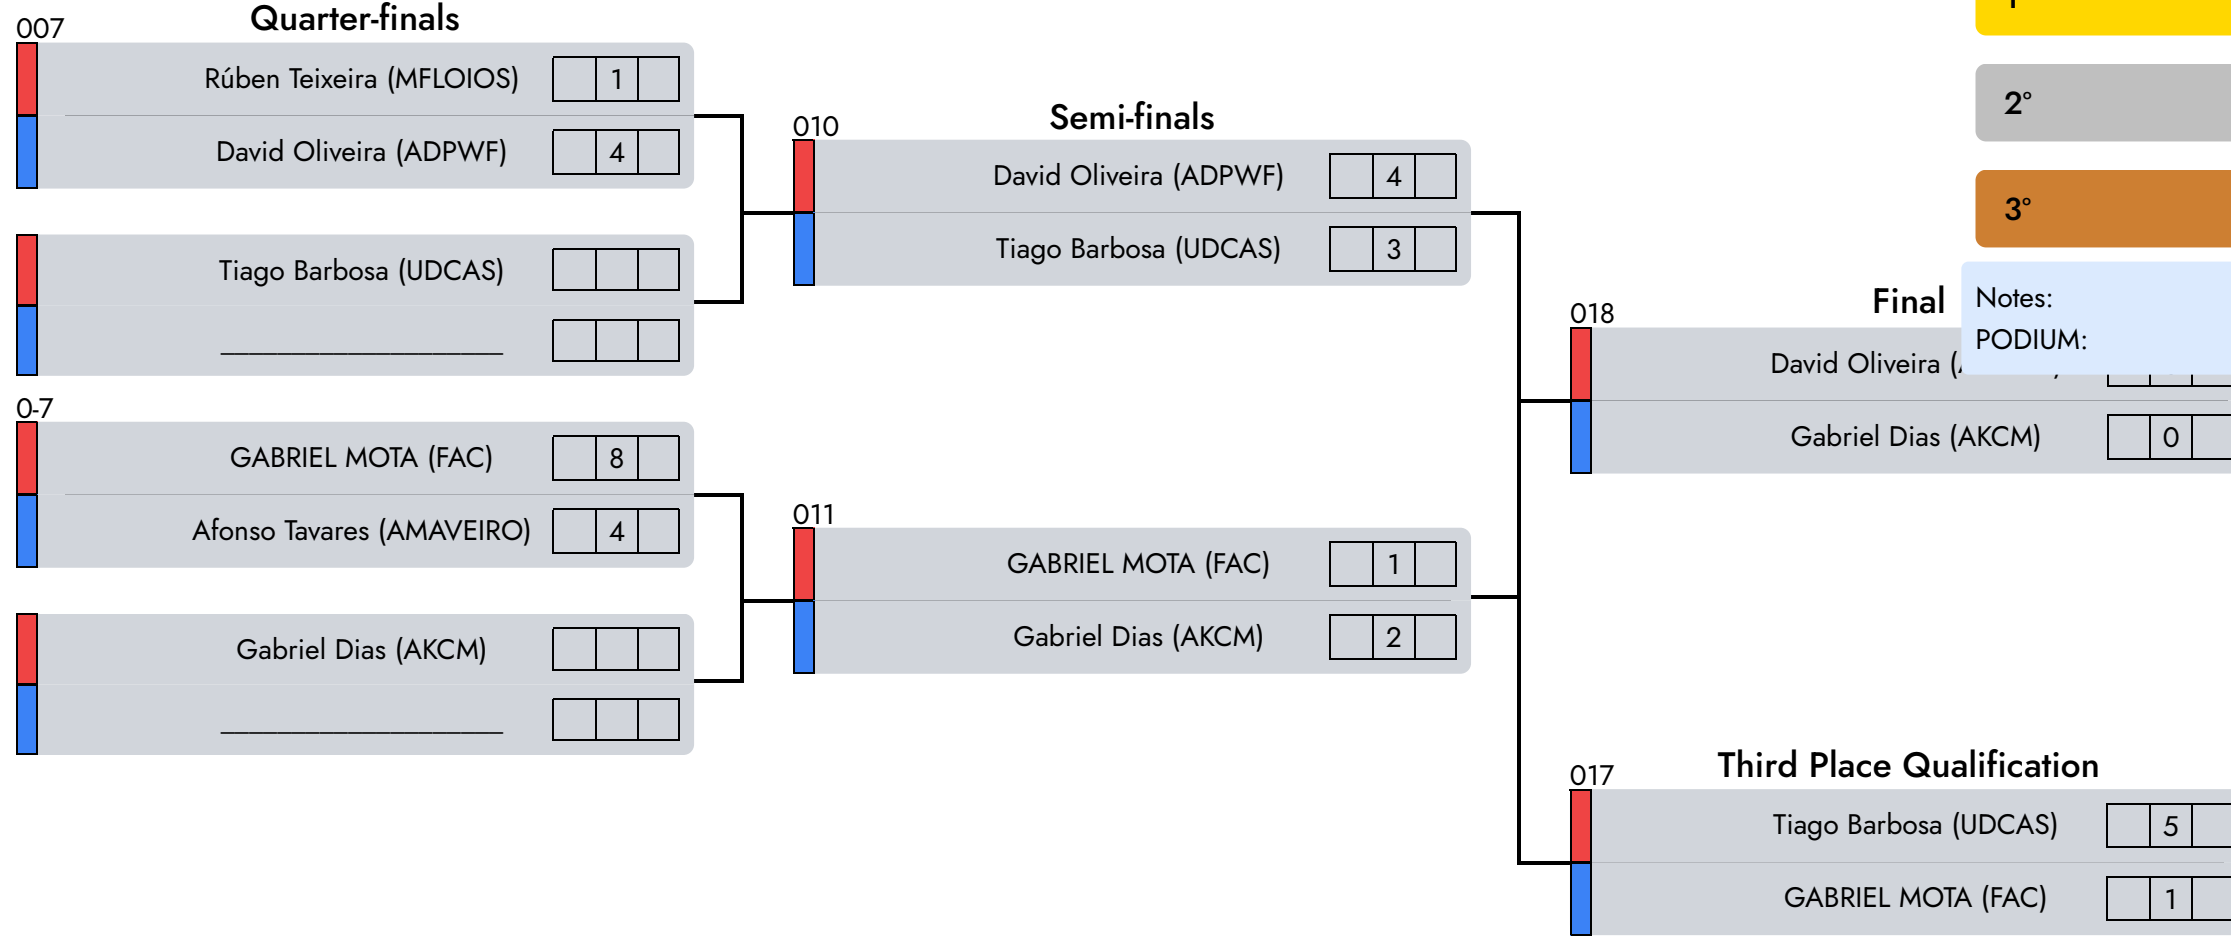 Quarter-finals
007
Rúben Teixeira (MFLOIOS) 1
David Oliveira (ADPWF) 4
Tiago Barbosa (UDCAS)
____________________
0-7
GABRIEL MOTA (FAC) 8
Afonso Tavares (AMAVEIRO) 4
Gabriel Dias (AKCM)
____________________
Semi-finals
010
David Oliveira (ADPWF) 4
Tiago Barbosa (UDCAS) 3
011
GABRIEL MOTA (FAC) 1
Gabriel Dias (AKCM) 2
2°
3°
Notes:
PODIUM:
Final
018
David Oliveira (
Gabriel Dias (AKCM) 0
Third Place Qualification
017
Tiago Barbosa (UDCAS) 5
GABRIEL MOTA (FAC) 1